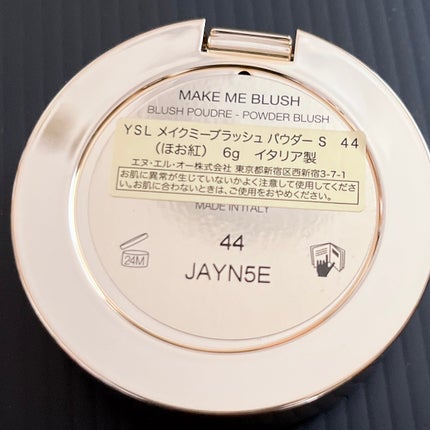 MAKE ME BLUSH
BLUSH POUDRE - POWDER BLUSH
YSL メイクミーブラッシュ パウダー S 44
(ほお紅) 6g イタリア製
エヌ・エル・オー株式会社 東京都新宿区西新宿3-7-1
お肌に異常が生じていないかよく注意して使用してくださ
い。お肌に合わないときは、ご使用をおやめください。
MADE IN ITALY
44
24M
JAYN5E